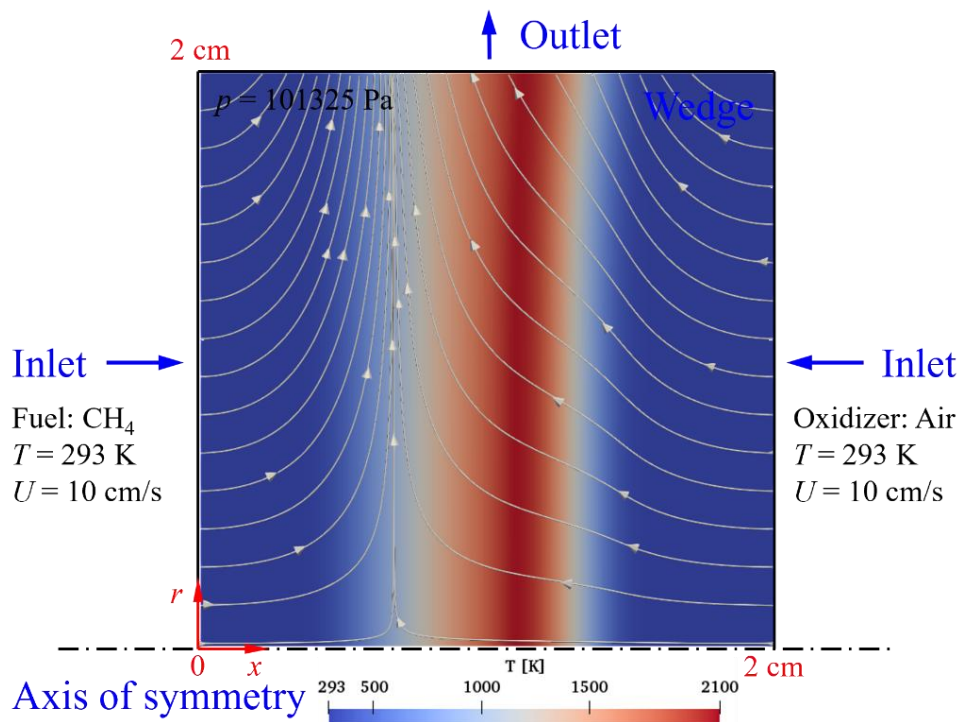 Outlet
2 cm
p = 101325 Pa
Wedge
Inlet
Inlet
Fuel: CH₄
T = 293 K
U = 10 cm/s
Oxidizer: Air
T = 293 K
U = 10 cm/s
r
0
x
T [K]
2 cm
Axis of symmetry
293 500 1000 1500 2100